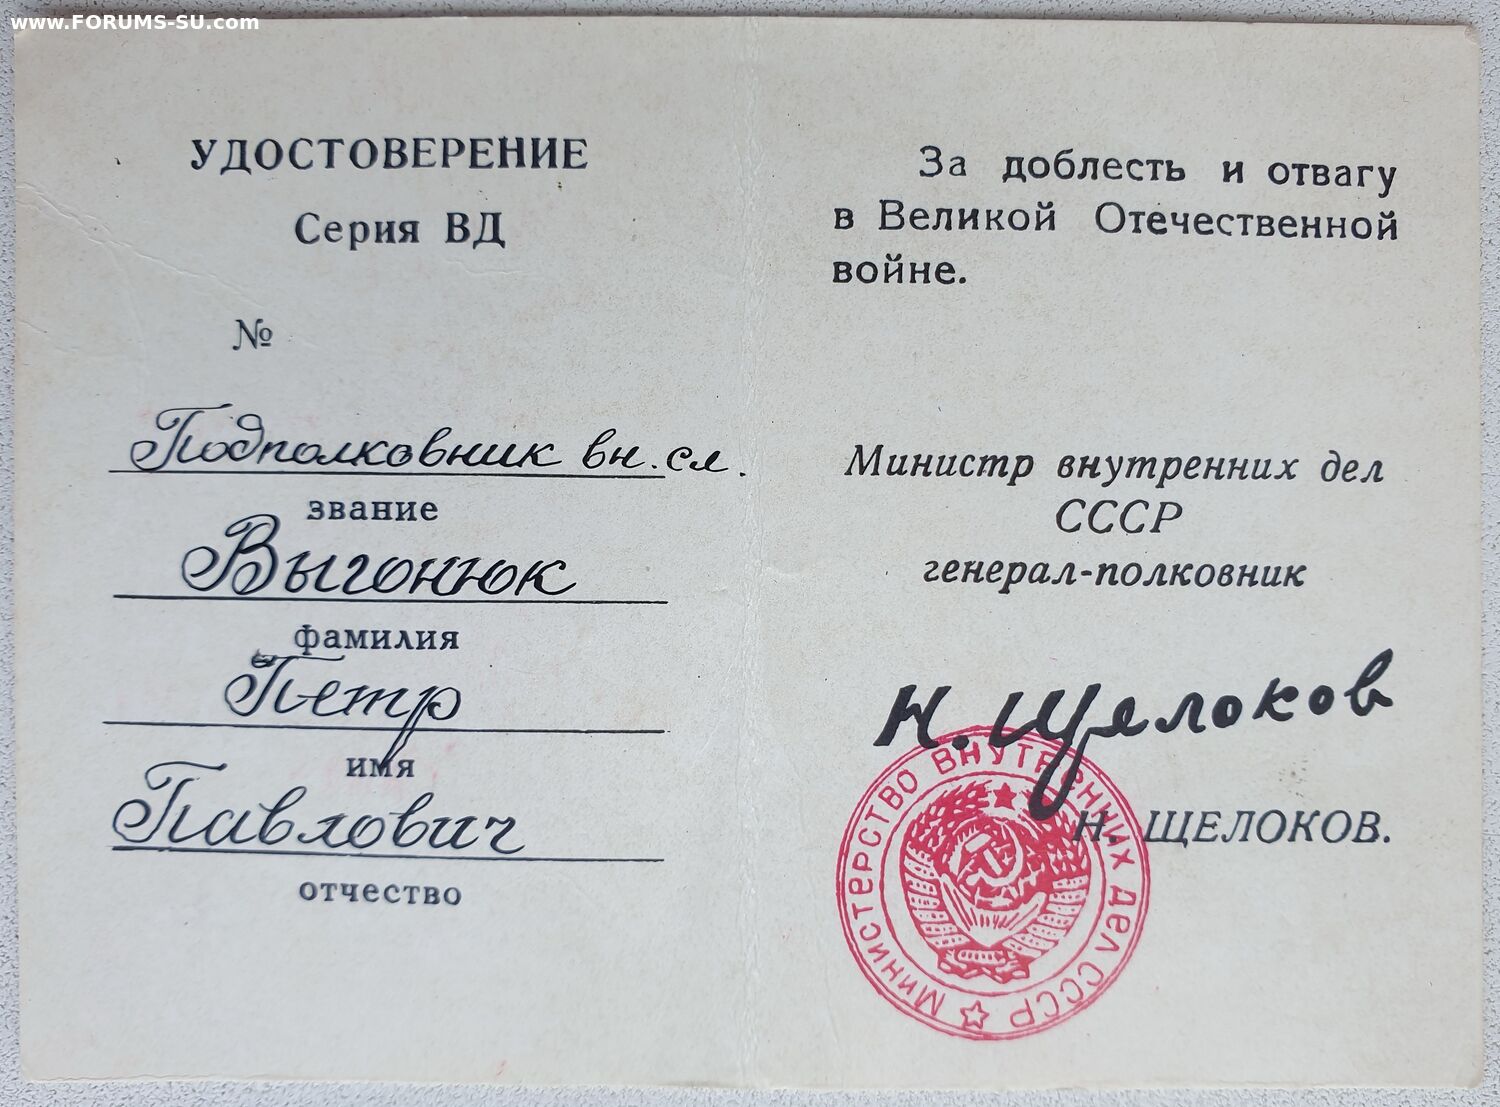 www.FORUMS-SU.com
УДОСТОВЕРЕНИЕ
Серия ВД
№
Подполковник вн. сл.
звание
Выгонюк
фамилия
Петр
имя
Павлович
отчество
За доблесть и отвагу
в Великой Отечественной
войне.
Министр внутренних дел
СССР
генерал-полковник
Н. Щелоков
Н. ЩЕЛОКОВ.
МИНИСТЕРСТВО ВНУТРЕННИХ ДЕЛ СССР